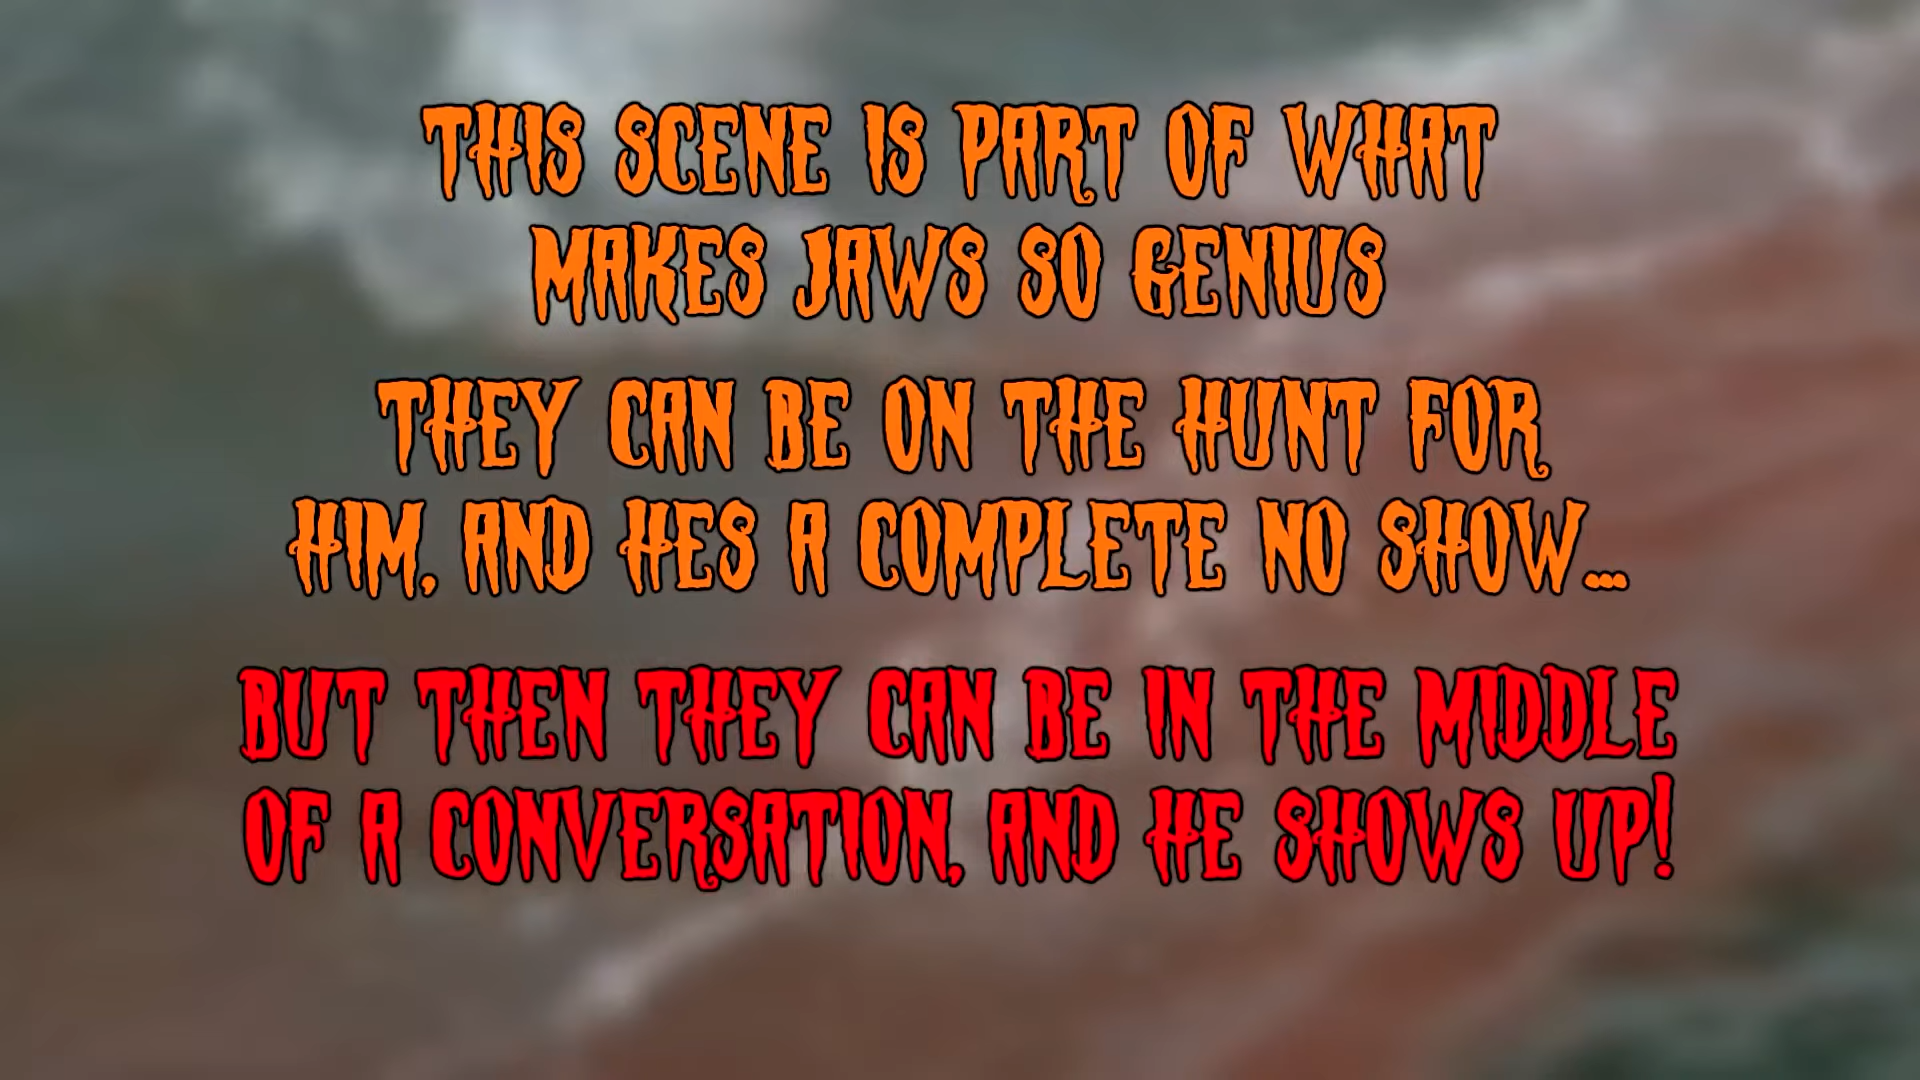 THIS SCENE IS PART OF WHAT
MAKES JAWS SO GENIUS
THEY CAN BE ON THE HUNT FOR
HIM, AND HES A COMPLETE NO SHOW...
BUT THEN THEY CAN BE IN THE MIDDLE
OF A CONVERSATION, AND HE SHOWS UP!